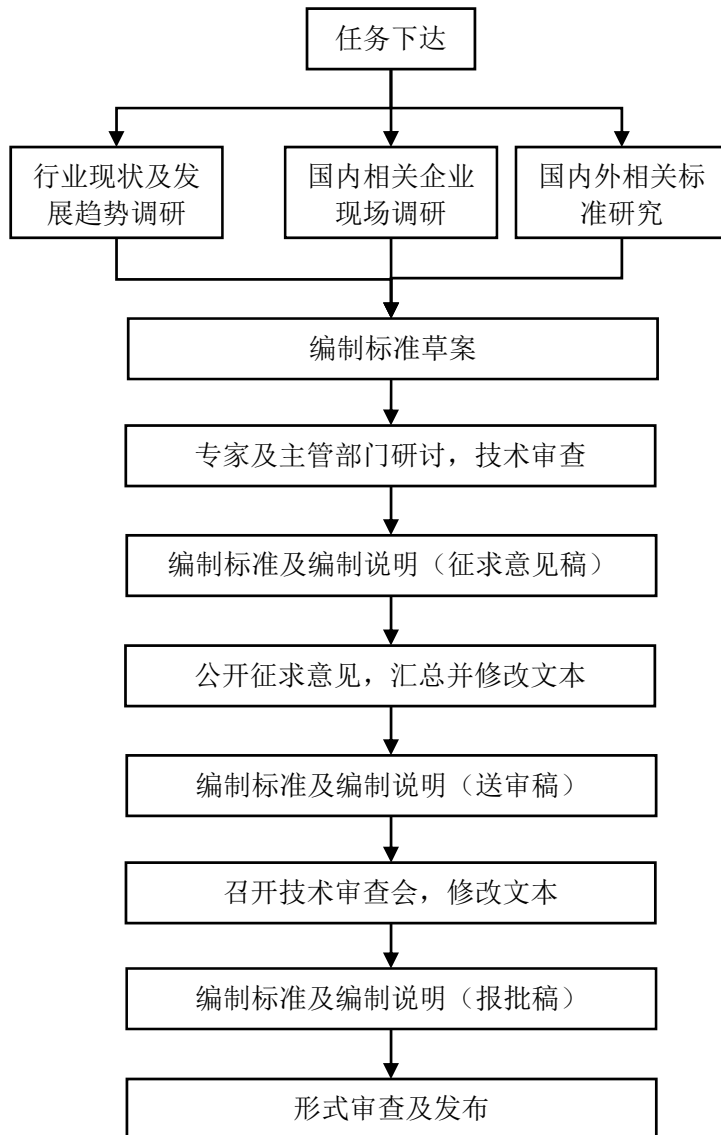 任务下达
行业现状及发
展趋势调研
国内相关企业
现场调研
国内外相关标
准研究
编制标准草案
专家及主管部门研讨，技术审查
编制标准及编制说明（征求意见稿）
公开征求意见，汇总并修改文本
编制标准及编制说明（送审稿）
召开技术审查会，修改文本
编制标准及编制说明（报批稿）
形式审查及发布